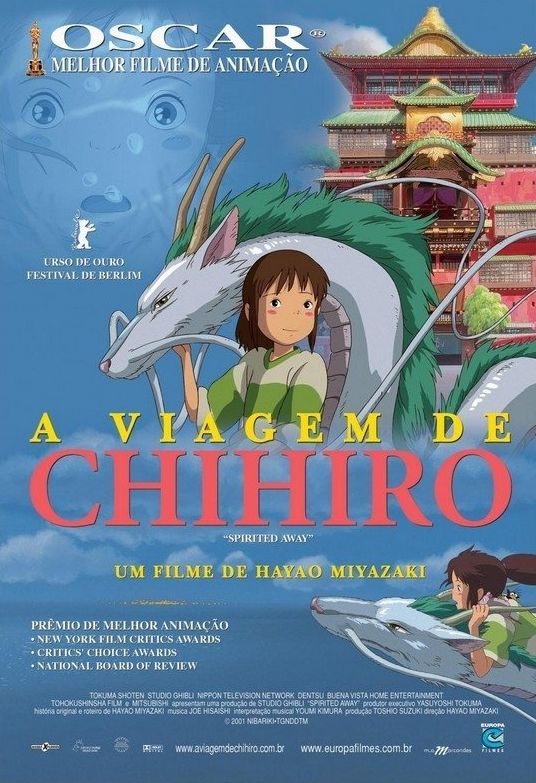 OSCAR®
MELHOR FILME DE ANIMAÇÃO
URSO DE OURO
FESTIVAL DE BERLIM
A VIAGEM DE
CHIHIRO
“SPIRITED AWAY”
UM FILME DE HAYAO MIYAZAKI
PRÊMIO DE MELHOR ANIMAÇÃO
• NEW YORK FILM CRITICS AWARDS
• CRITICS' CHOICE AWARDS
• NATIONAL BOARD OF REVIEW
TOKUMA SHOTEN STUDIO GHIBLI NIPPON TELEVISION NETWORK DENTSU BUENA VISTA HOME ENTERTAINMENT
TOHOKUSHINSHA FILM e MITSUBISHI apresentam uma produção de STUDIO GHIBLI “SPIRITED AWAY” produtor executivo YASUYOSHI TOKUMA
história original e roteiro de HAYAO MIYAZAKI musica JOE HISAISHI interpretação musical YOUMI KIMURA produção TOSHIO SUZUKI direção HAYAO MIYAZAKI
© 2001 NIBARIKI•TGNDDTM
www.aviagemdechihiro.com.br
www.europafilmes.com.br
EUROPA
FILMES